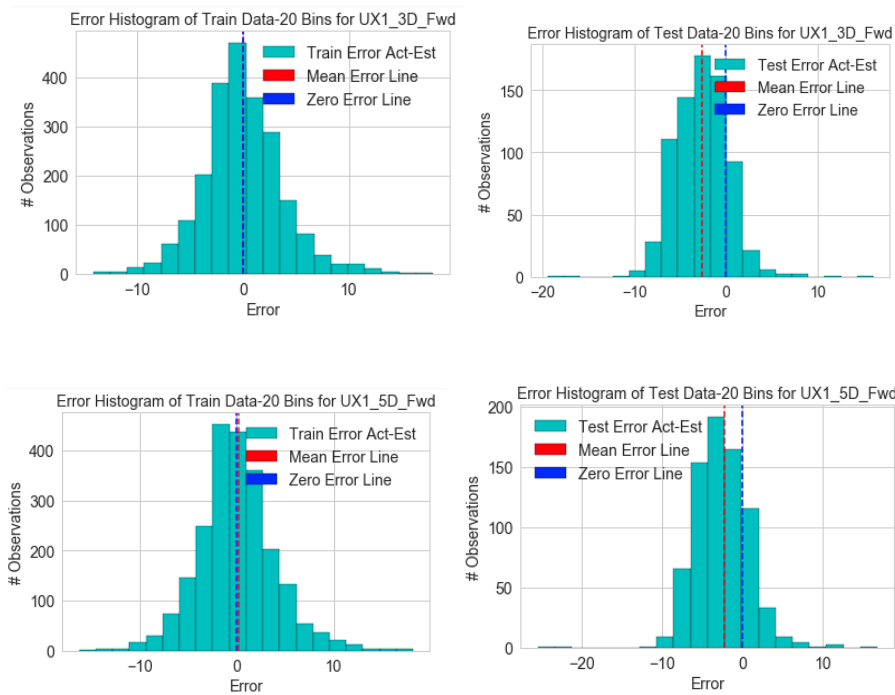 Error Histogram of Train Data-20 Bins for UX1_3D_Fwd
Train Error Act-Est
Mean Error Line
Zero Error Line
400
300
200
100
0
# Observations
−10
0
10
Error
Error Histogram of Test Data-20 Bins for UX1_3D_Fwd
Test Error Act-Est
Mean Error Line
Zero Error Line
150
100
50
0
# Observations
−20
−10
0
10
Error
Error Histogram of Train Data-20 Bins for UX1_5D_Fwd
Train Error Act-Est
Mean Error Line
Zero Error Line
400
300
200
100
0
# Observations
−10
0
10
Error
Error Histogram of Test Data-20 Bins for UX1_5D_Fwd
Test Error Act-Est
Mean Error Line
Zero Error Line
200
150
100
50
0
# Observations
−20
−10
0
10
Error